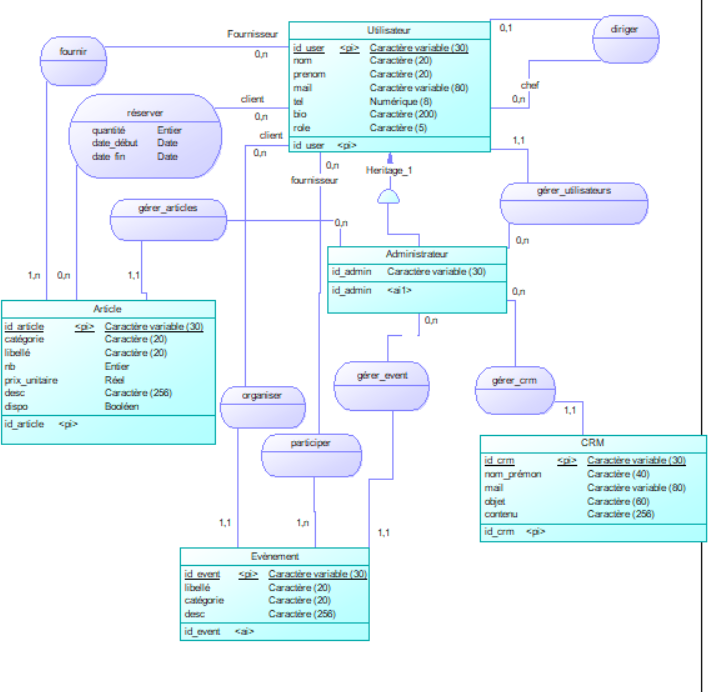 Utilisateur
id_user <pi> Caractère variable (30)
nom Caractère (20)
prenom Caractère (20)
mail Caractère variable (80)
tel Numérique (8)
bio Caractère (200)
role Caractère (5)
id_user <pi>
Fournisseur
0,n
fournir
0,1
diriger
chef
0,n
réserver
quantité Entier
date_début Date
date_fin Date
client
0,n
client
0,n
0,n
fournisseur
Heritage_1
1,1
gérer_utilisateurs
0,n
gérer_articles
0,n
1,n
0,n
1,1
Administrateur
id_admin Caractère variable (30)
id_admin <ai1>
0,n
0,n
Article
id_article <pi> Caractère variable (30)
catégorie Caractère (20)
libellé Caractère (20)
nb Entier
prix_unitaire Réel
desc Caractère (256)
dispo Booléen
id_article <pi>
gérer_event
gérer_crm
1,1
organiser
participer
CRM
id_crm <pi> Caractère variable (30)
nom_prémon Caractère (40)
mail Caractère variable (80)
objet Caractère (60)
contenu Caractère (256)
id_crm <pi>
1,1
1,n
1,1
Evènement
id_event <pi> Caractère variable (30)
libellé Caractère (20)
catégorie Caractère (20)
desc Caractère (256)
id_event <ai>